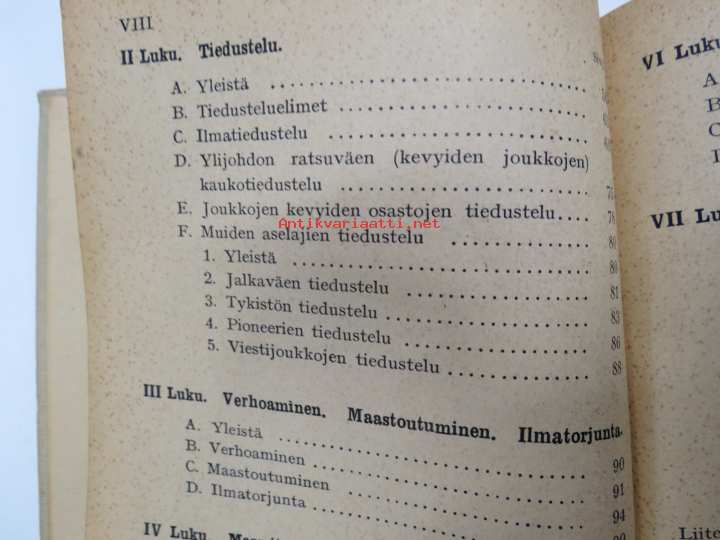 VIII
II Luku. Tiedustelu.
A. Yleistä
B. Tiedusteluelimet
C. Ilmatiedustelu
D. Ylijohdon ratsuväen (kevyiden joukkojen)
kaukotiedustelu
E. Joukkojen kevyiden osastojen tiedustelu.... 78
Antikvariaatti.net
F. Muiden aselajien tiedustelu ........ 80
1. Yleistä ........ 80
2. Jalkaväen tiedustelu ........ 81
3. Tykistön tiedustelu ........ 83
4. Pioneerien tiedustelu ........ 86
5. Viestijoukkojen tiedustelu ........ 88
III Luku. Verhoaminen. Maastoutuminen. Ilmatorjunta.
A. Yleistä ........ 90
B. Verhoaminen ........ 91
C. Maastoutuminen ........ 94
D. Ilmatorjunta
IV Luku.
VI Luku
A
B
C
VII Luku
Liite